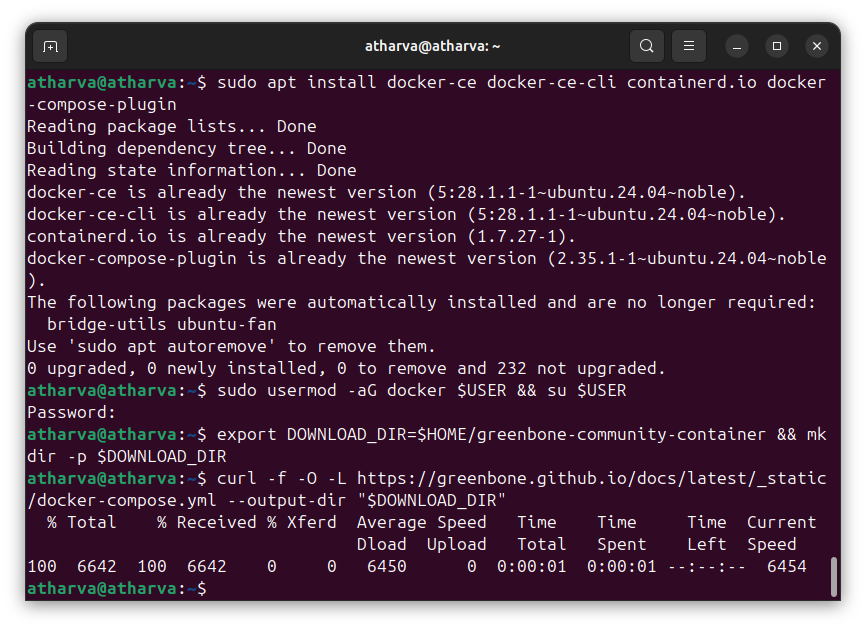 atharva@atharva: ~
atharva@atharva:~$ sudo apt install docker-ce docker-ce-cli containerd.io docker
-compose-plugin
Reading package lists... Done
Building dependency tree... Done
Reading state information... Done
docker-ce is already the newest version (5:28.1.1-1~ubuntu.24.04~noble).
docker-ce-cli is already the newest version (5:28.1.1-1~ubuntu.24.04~noble).
containerd.io is already the newest version (1.7.27-1).
docker-compose-plugin is already the newest version (2.35.1-1~ubuntu.24.04~noble
).
The following packages were automatically installed and are no longer required:
  bridge-utils ubuntu-fan
Use 'sudo apt autoremove' to remove them.
0 upgraded, 0 newly installed, 0 to remove and 232 not upgraded.
atharva@atharva:~$ sudo usermod -aG docker $USER && su $USER
Password:
atharva@atharva:~$ export DOWNLOAD_DIR=$HOME/greenbone-community-container && mk
dir -p $DOWNLOAD_DIR
atharva@atharva:~$ curl -f -O -L https://greenbone.github.io/docs/latest/_static
/docker-compose.yml --output-dir "$DOWNLOAD_DIR"
  % Total    % Received % Xferd  Average Speed   Time    Time     Time  Current
                                 Dload  Upload   Total   Spent    Left  Speed
100  6642  100  6642    0     0   6450      0  0:00:01  0:00:01 --:--:--  6454
atharva@atharva:~$